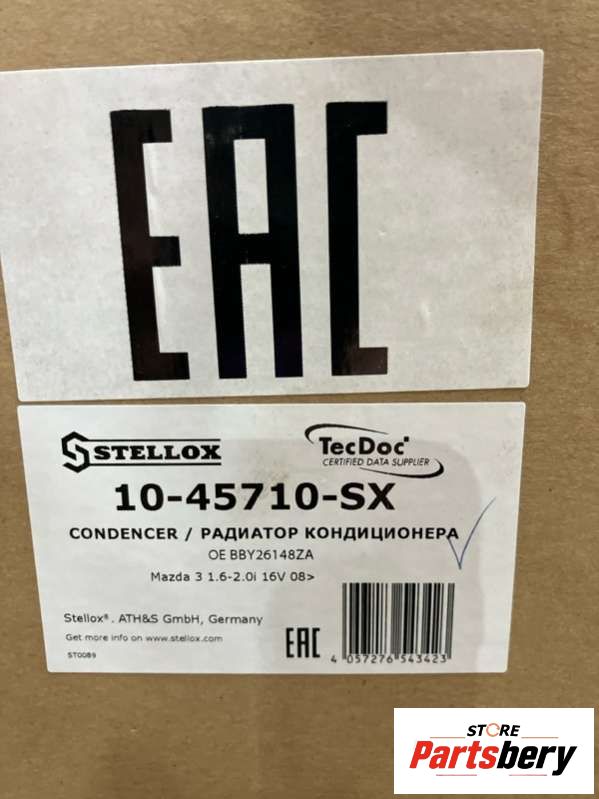 EAC
STELLOX
TecDoc
CERTIFIED DATA SUPPLIER
10-45710-SX
CONDENCER / РАДИАТОР КОНДИЦИОНЕРА
OE BBY26148ZA
Mazda 3 1.6-2.0i 16V 08>
Stellox®. ATH&S GmbH, Germany
Get more info on www.stellox.com
ST0089
EAC
4 057276 543423
STORE
Partsbery